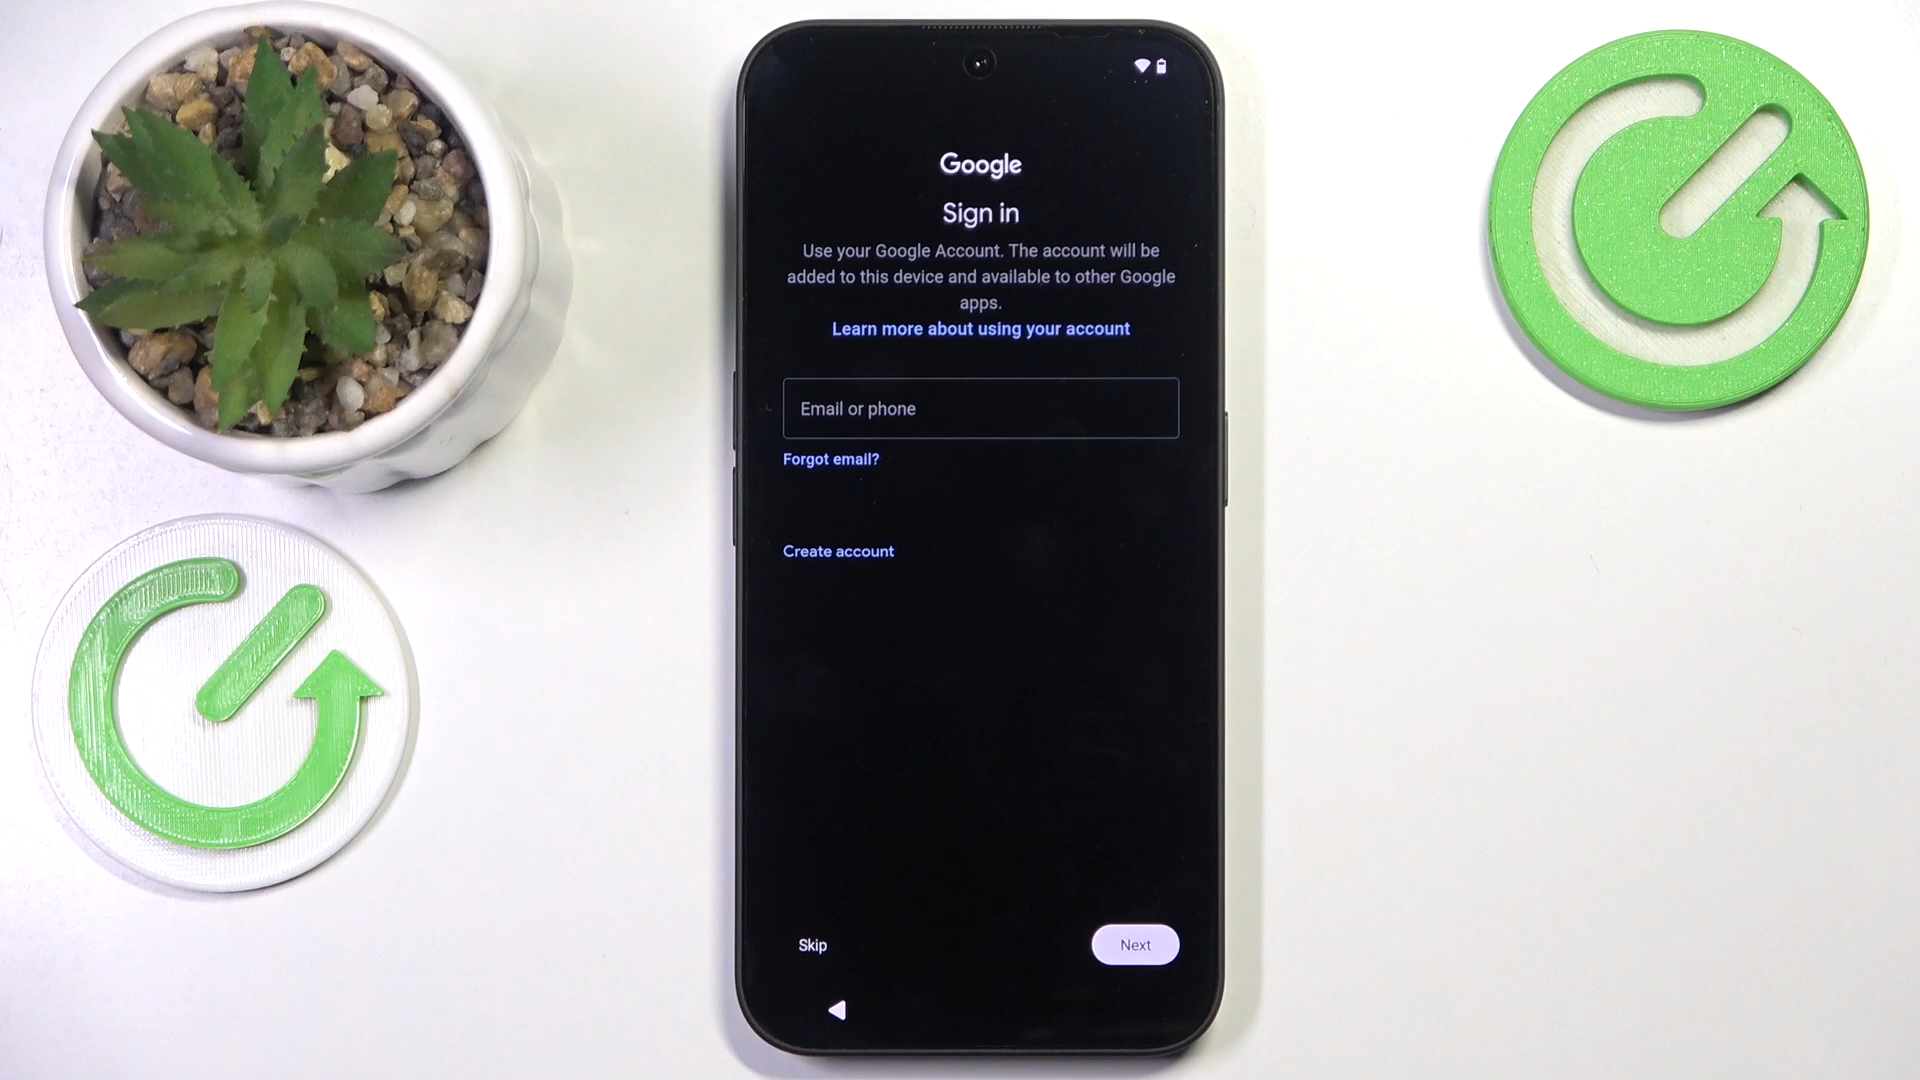 Google
Sign in
Use your Google Account. The account will be
added to this device and available to other Google
apps.
Learn more about using your account
Email or phone
Forgot email?
Create account
Skip
Next